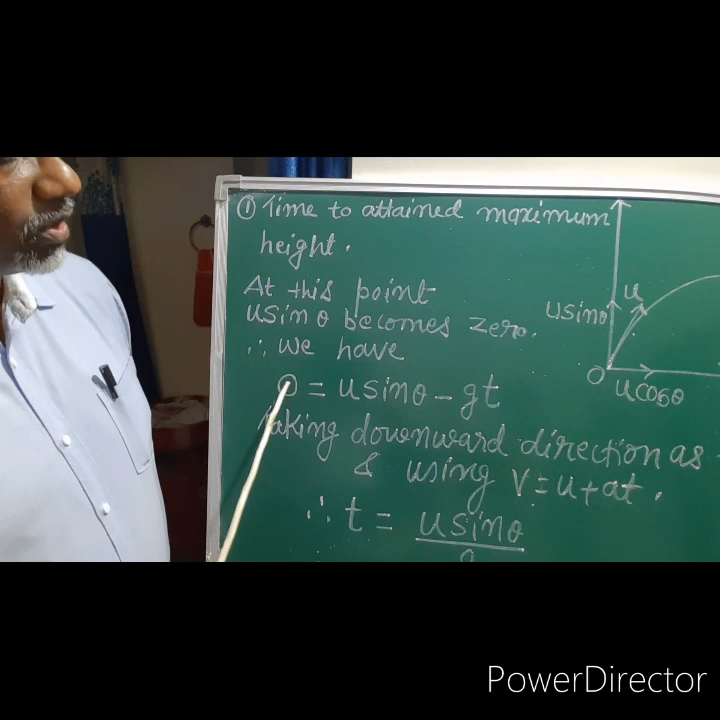 ① Time to attained maximum
height.
At this point
usinθ becomes zero.
∴ we have
0 = usinθ - gt
Taking downward direction as
& using v = u + at.
∴ t = usinθ
g
usinθ
u
O
ucosθ
PowerDirector